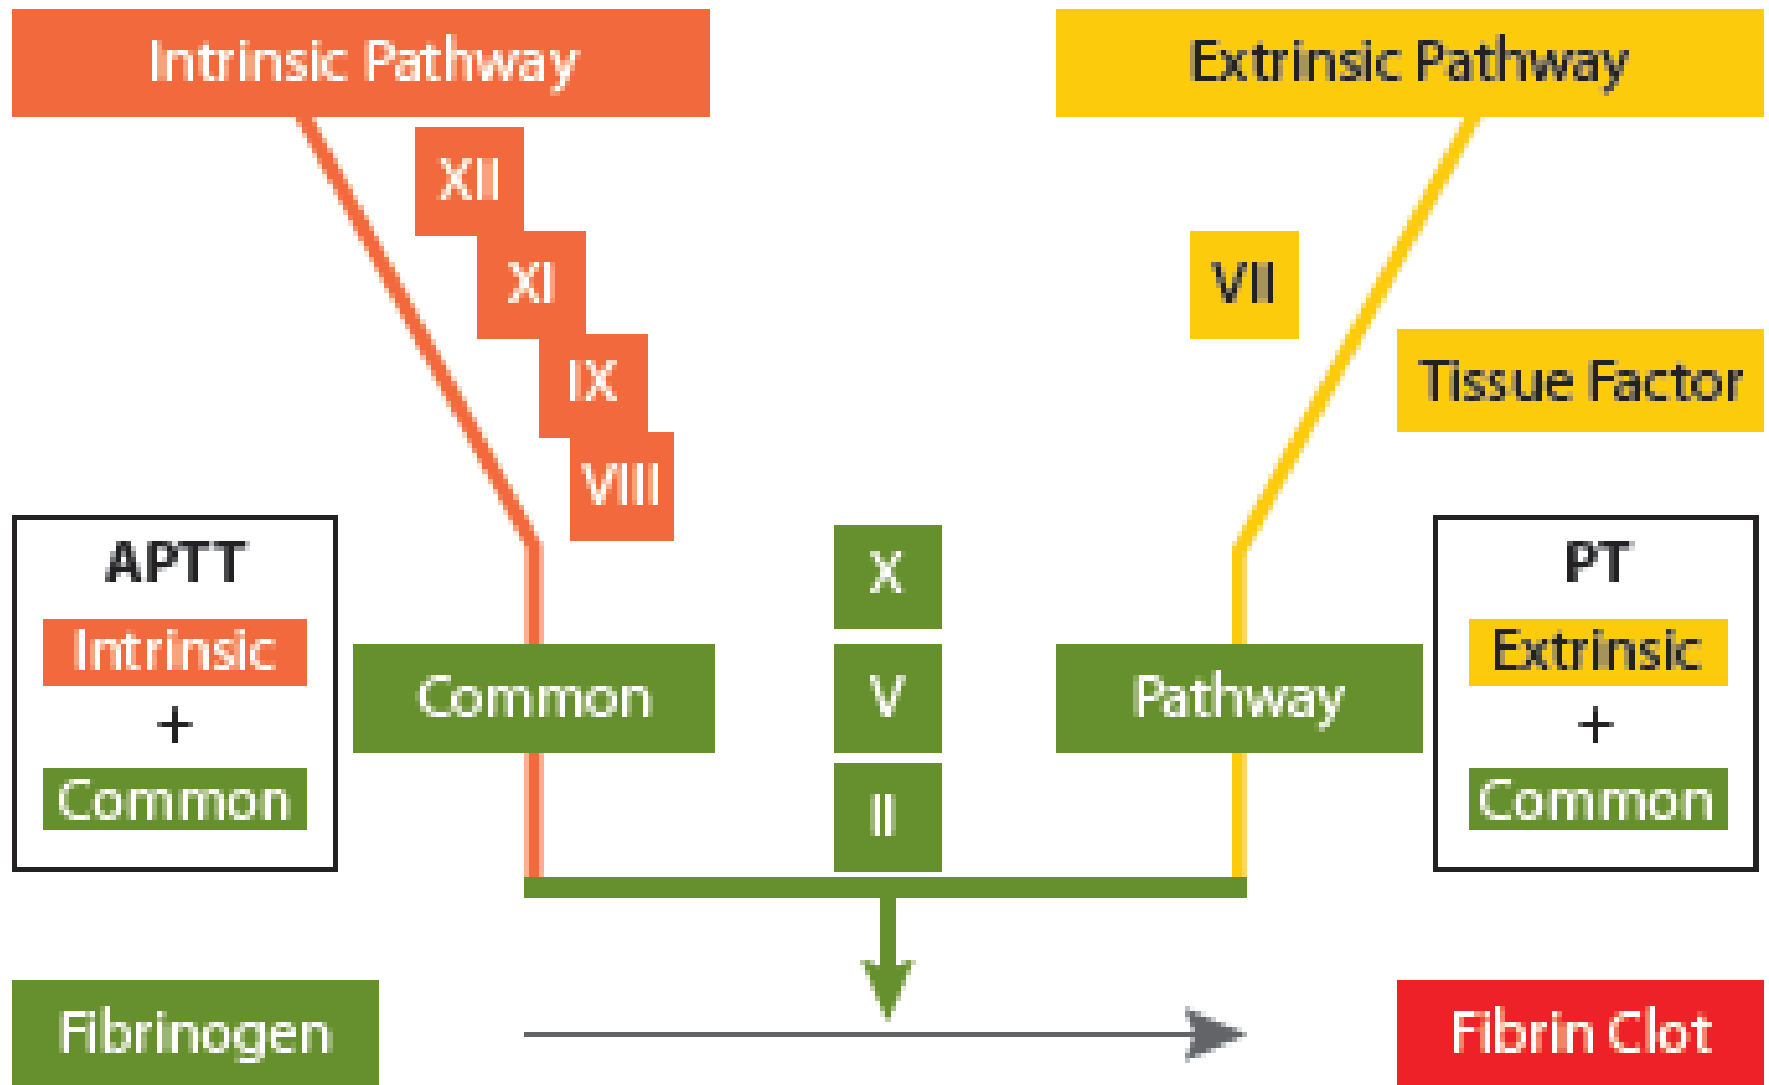 Intrinsic Pathway
Extrinsic Pathway
XII
XI
IX
VIII
VII
Tissue Factor
APTT
Intrinsic
+
Common
Common
X
V
II
Pathway
PT
Extrinsic
+
Common
Fibrinogen
Fibrin Clot